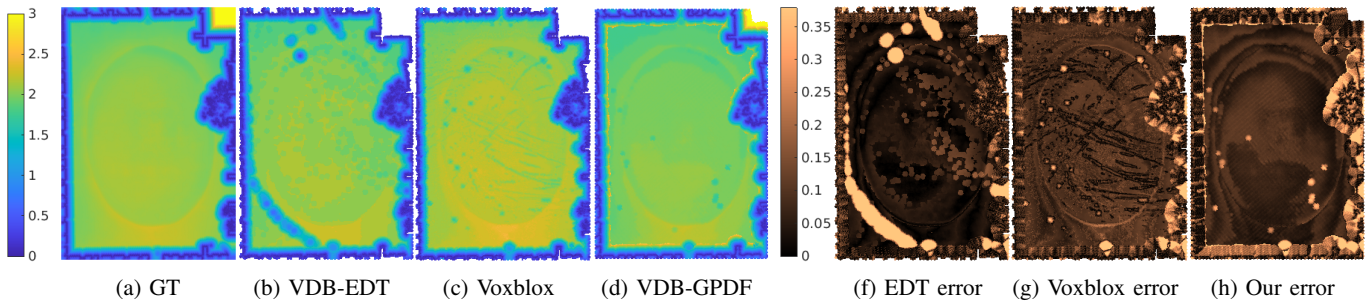 3
2.5
2
1.5
1
0.5
0
0.35
0.3
0.25
0.2
0.15
0.1
0.05
0
(a) GT
(b) VDB-EDT
(c) Voxblox
(d) VDB-GPDF
(f) EDT error
(g) Voxblox error
(h) Our error